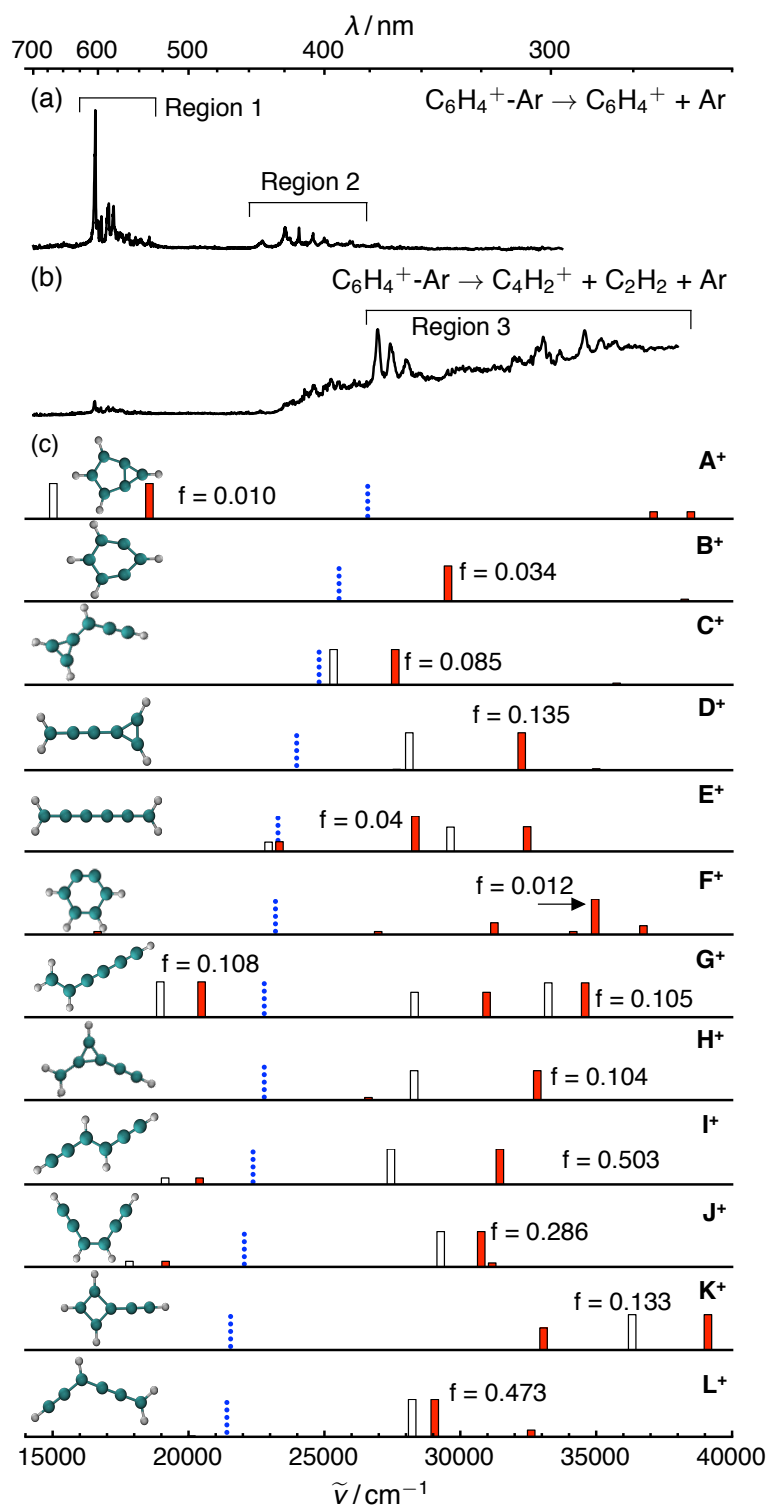 λ / nm
700 600 500 400 300
(a) C₆H₄⁺-Ar → C₆H₄⁺ + Ar
Region 1
Region 2
(b) C₆H₄⁺-Ar → C₄H₂⁺ + C₂H₂ + Ar
Region 3
(c)
A⁺
f = 0.010
B⁺
f = 0.034
C⁺
f = 0.085
D⁺
f = 0.135
E⁺
f = 0.04
F⁺
f = 0.012
G⁺
f = 0.108
f = 0.105
H⁺
f = 0.104
I⁺
f = 0.503
J⁺
f = 0.286
K⁺
f = 0.133
L⁺
f = 0.473
15000 20000 25000 30000 35000 40000
ν̃ / cm⁻¹